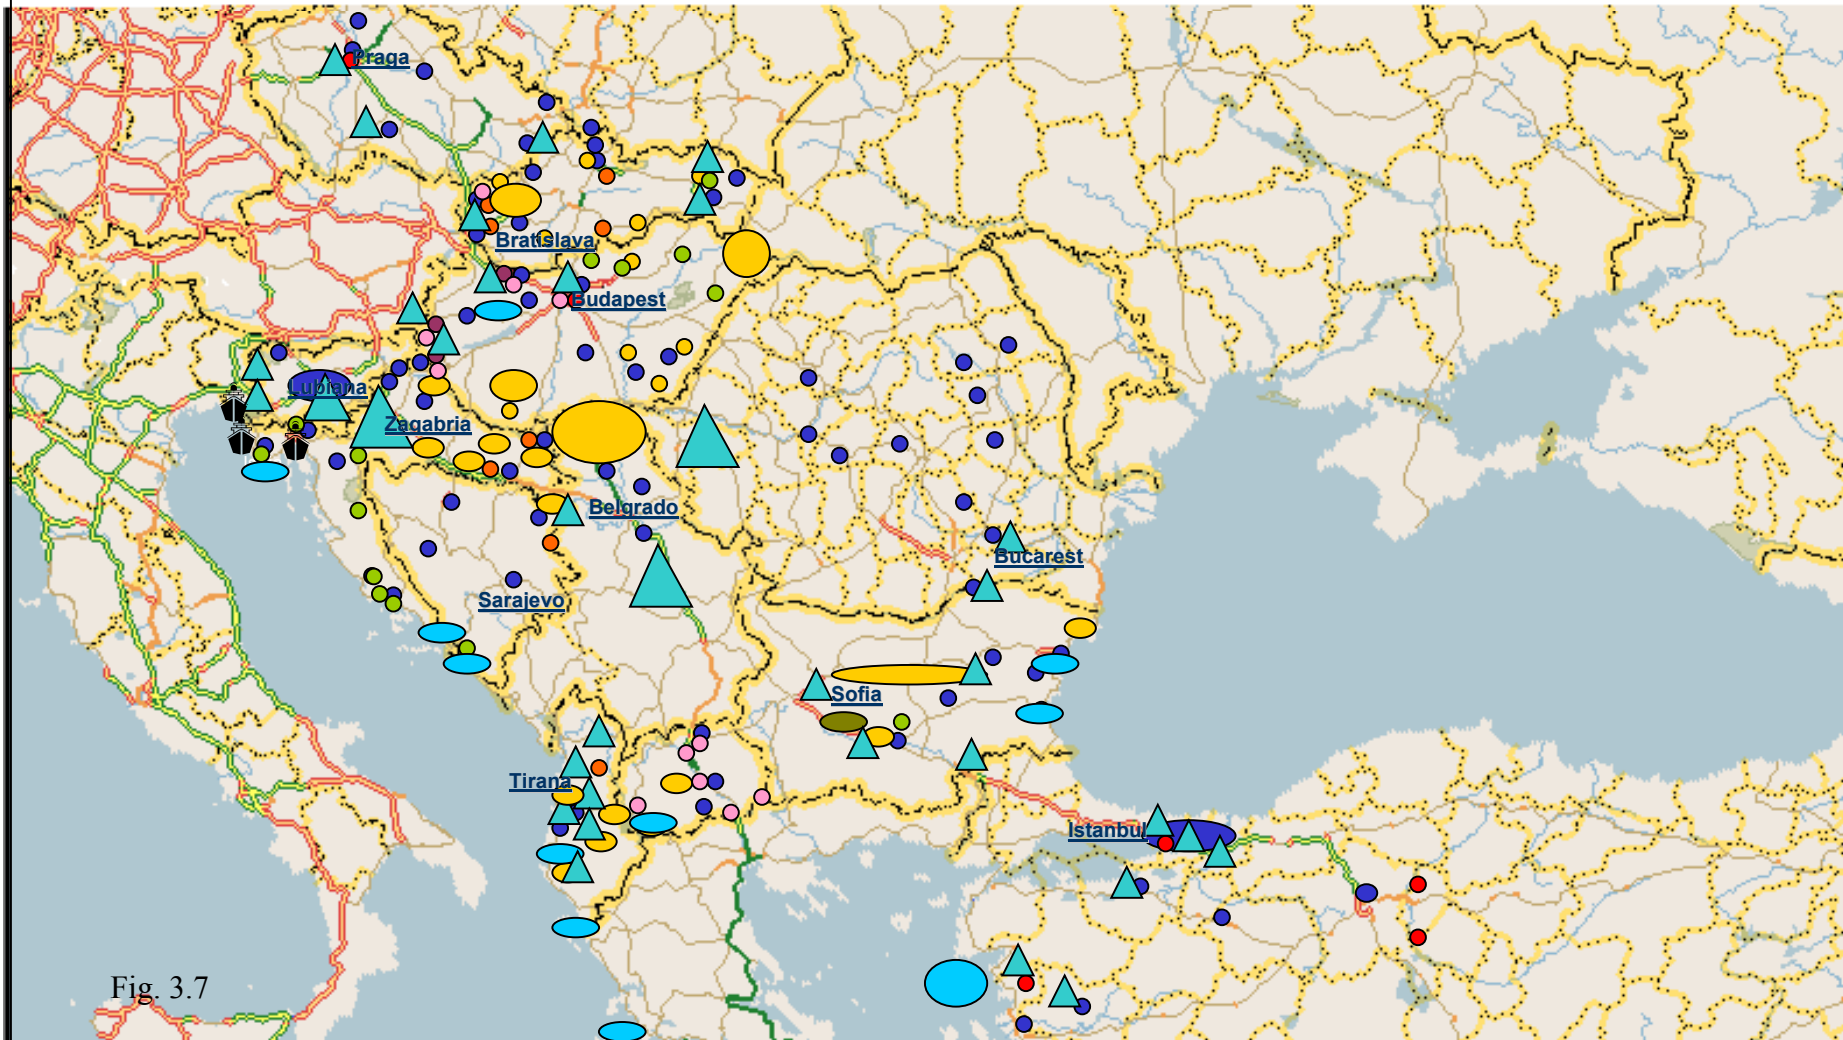 Praga
Bratislava
Budapest
Lubiana
Zagabria
Belgrado
Bucarest
Sarajevo
Sofia
Tirana
Istanbul
Fig. 3.7